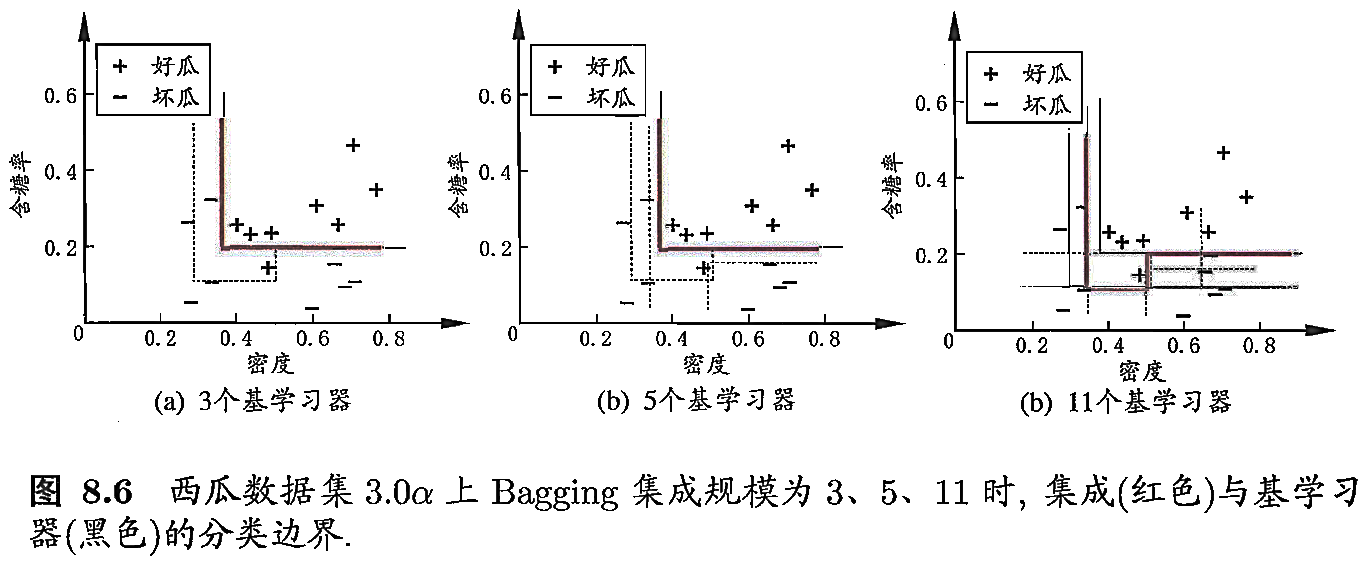 + 好瓜
− 坏瓜
0.6
0.4
0.2
0
0.2
0.4
0.6
0.8
含糖率
密度
(a) 3个基学习器
+ 好瓜
− 坏瓜
0.6
0.4
0.2
0
0.2
0.4
0.6
0.8
含糖率
密度
(b) 5个基学习器
+ 好瓜
− 坏瓜
0.6
0.4
0.2
0
0.2
0.4
0.6
0.8
含糖率
密度
(b) 11个基学习器
图 8.6 西瓜数据集 3.0α 上 Bagging 集成规模为 3、5、11 时, 集成(红色)与基学习
器(黑色)的分类边界.